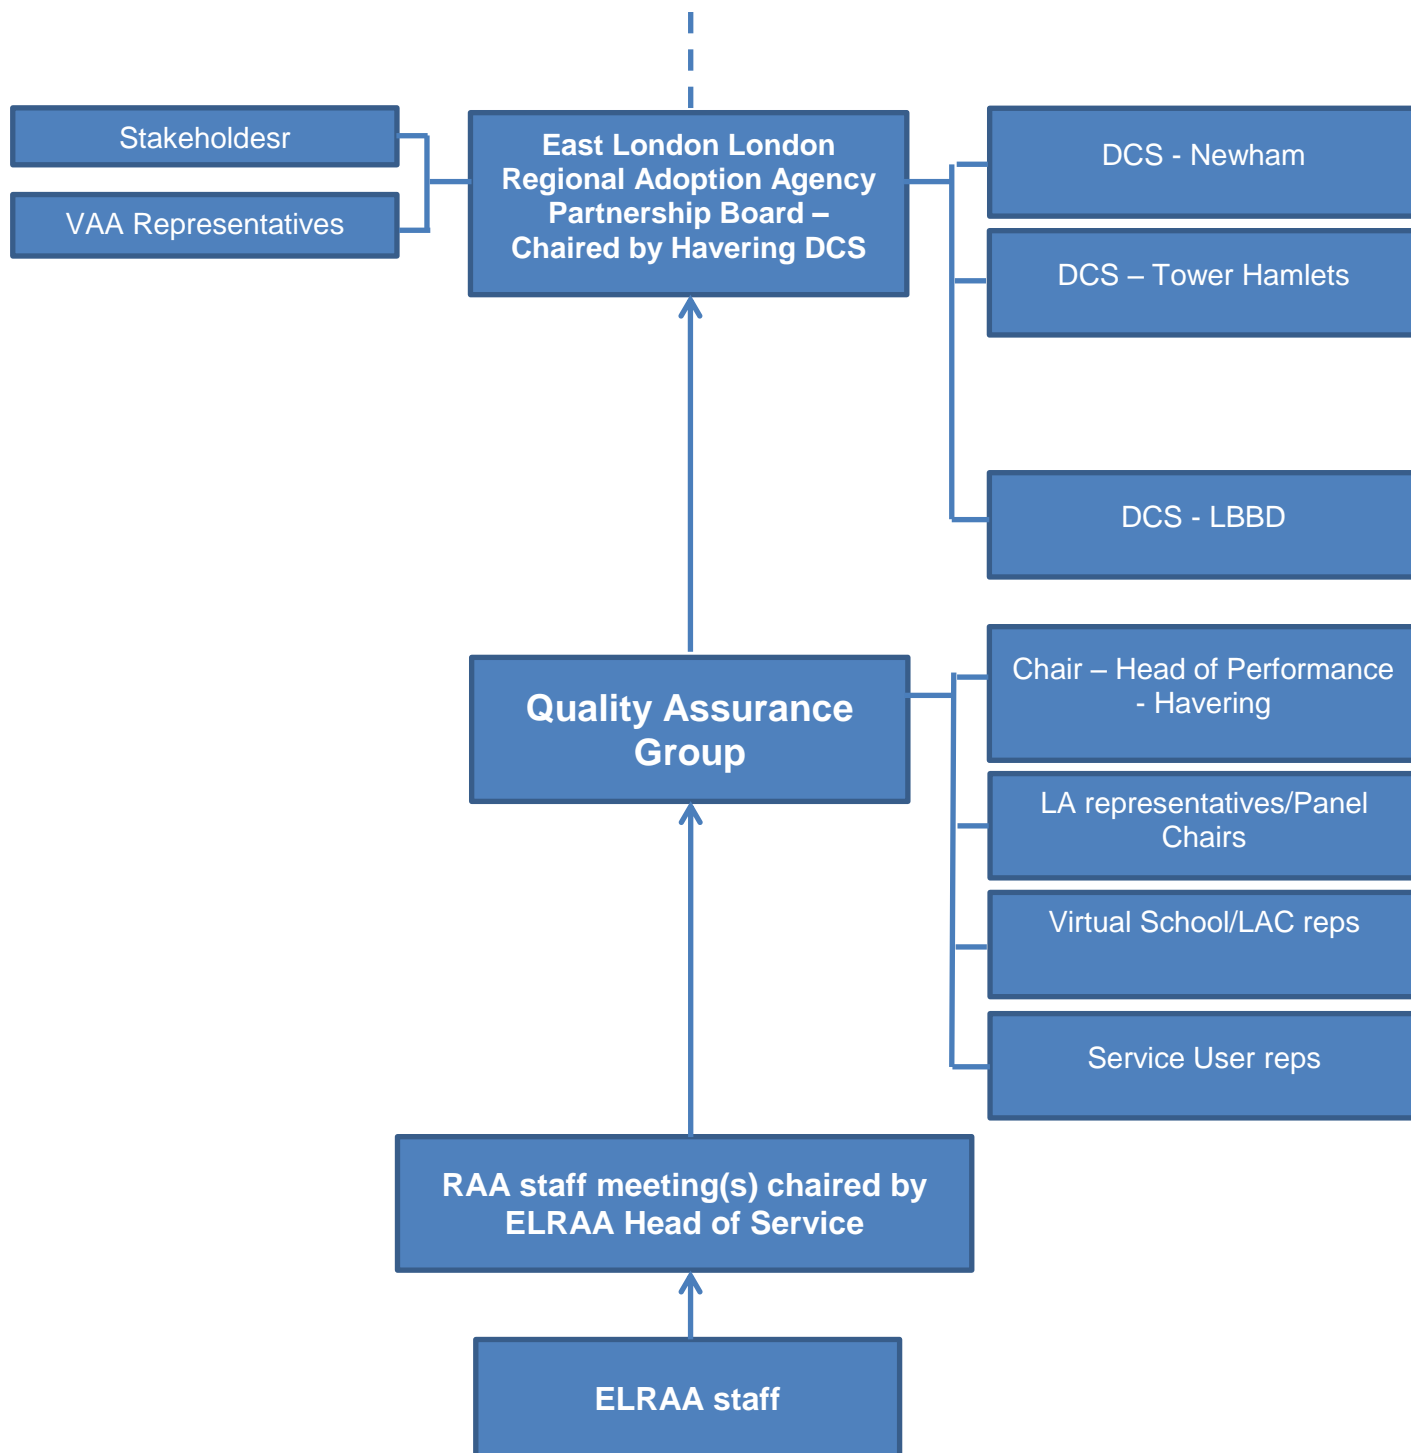 Stakeholdesr
VAA Representatives
East London London
Regional Adoption Agency
Partnership Board –
Chaired by Havering DCS
DCS - Newham
DCS – Tower Hamlets
DCS - LBBD
Quality Assurance
Group
Chair – Head of Performance
- Havering
LA representatives/Panel
Chairs
Virtual School/LAC reps
Service User reps
RAA staff meeting(s) chaired by
ELRAA Head of Service
ELRAA staff